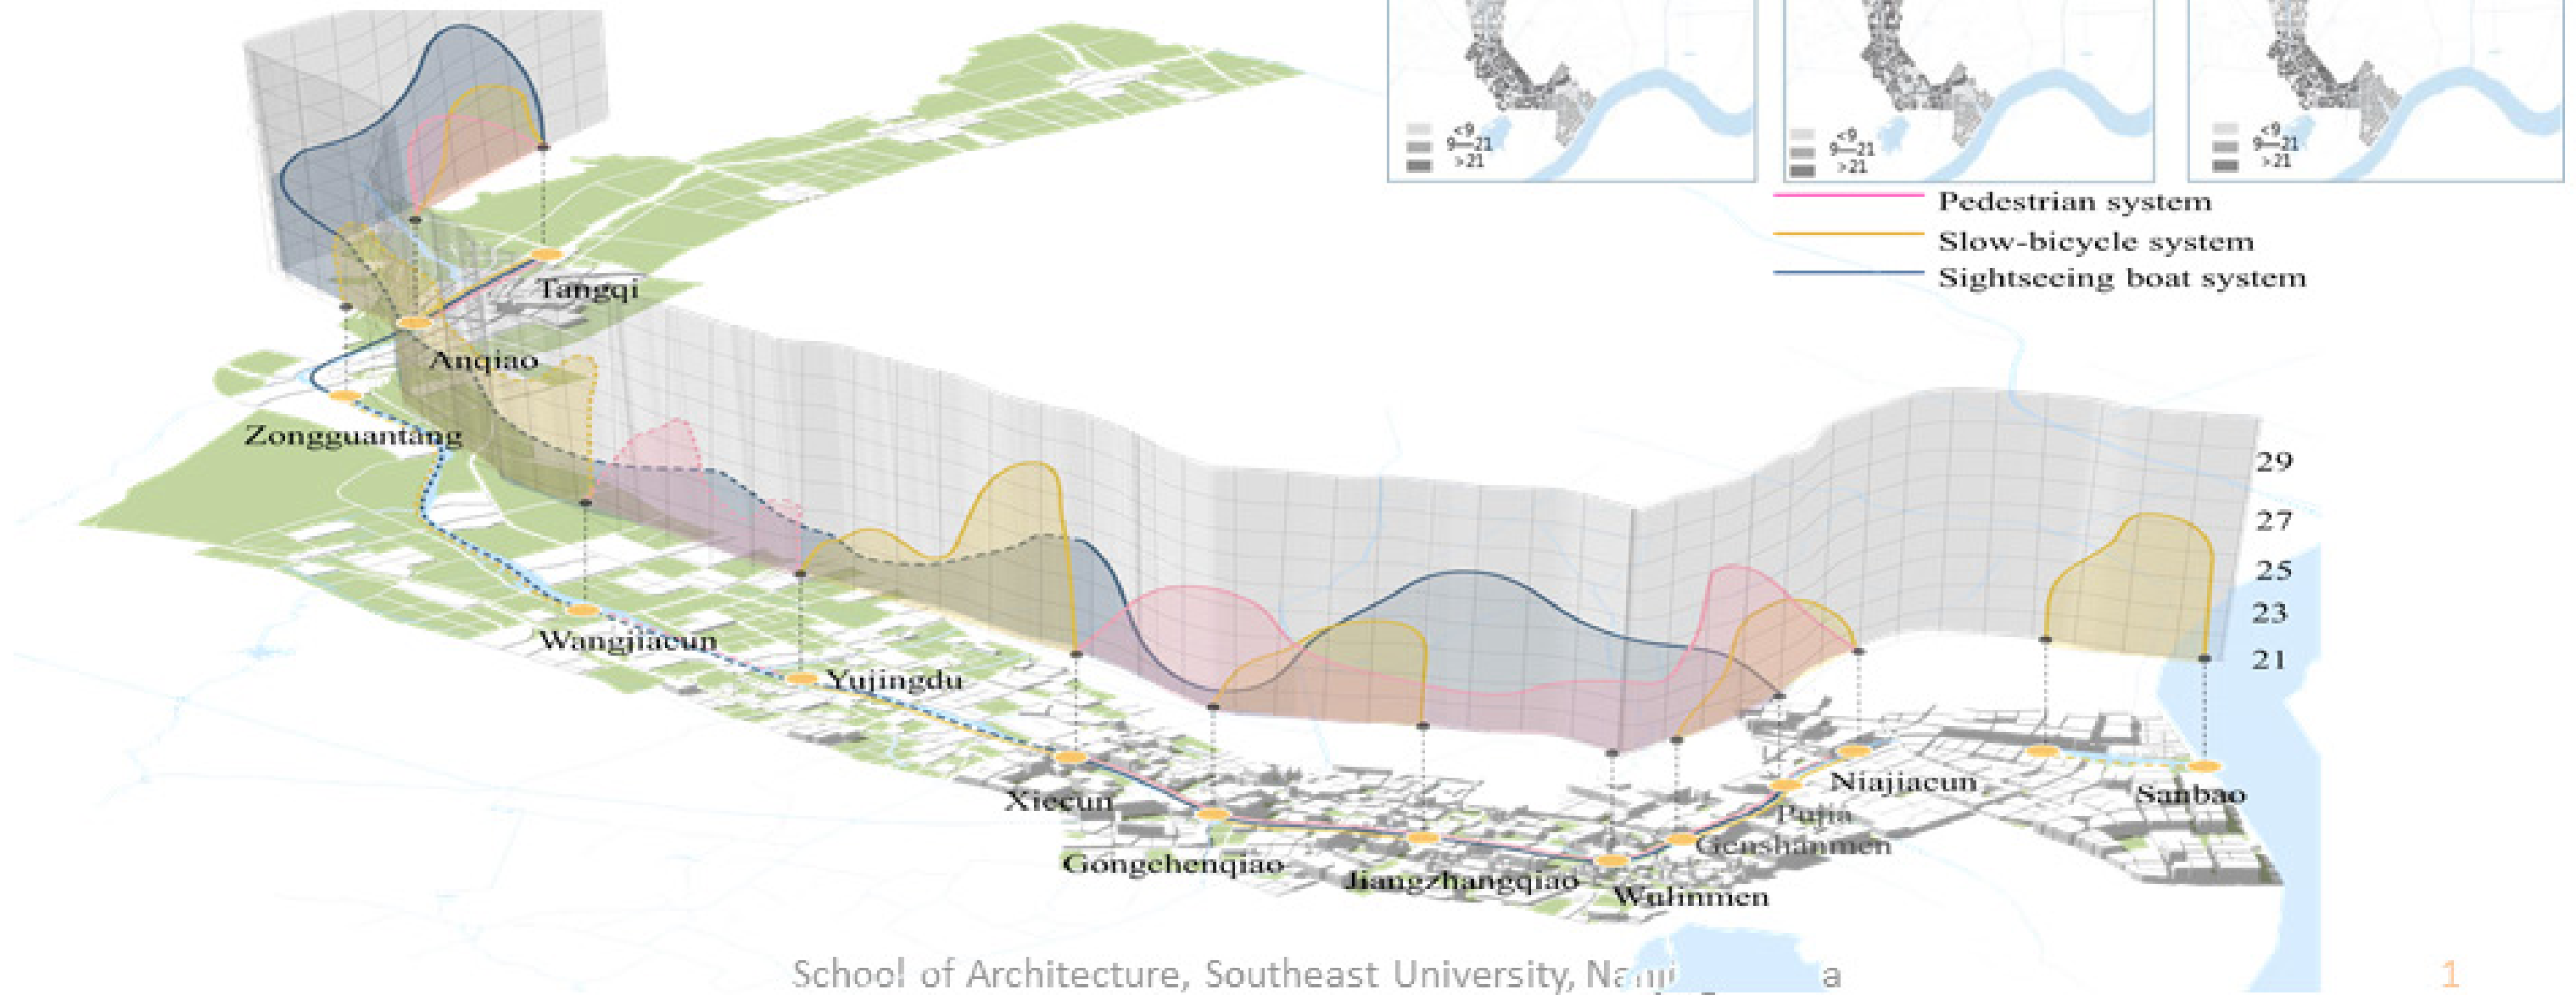 <9
9—21
>21
<9
9—21
>21
<9
9—21
>21
Pedestrian system
Slow-bicycle system
Sightseeing boat system
Tangqi
Anqiao
Zongguantang
Wangjiacun
Yujingdu
Xiecun
Gongchenqiao
Jiangzhangqiao
Wulinmen
Genshanmen
Pujia
Niajiacun
Sanbao
29
27
25
23
21
School of Architecture, Southeast University,
1